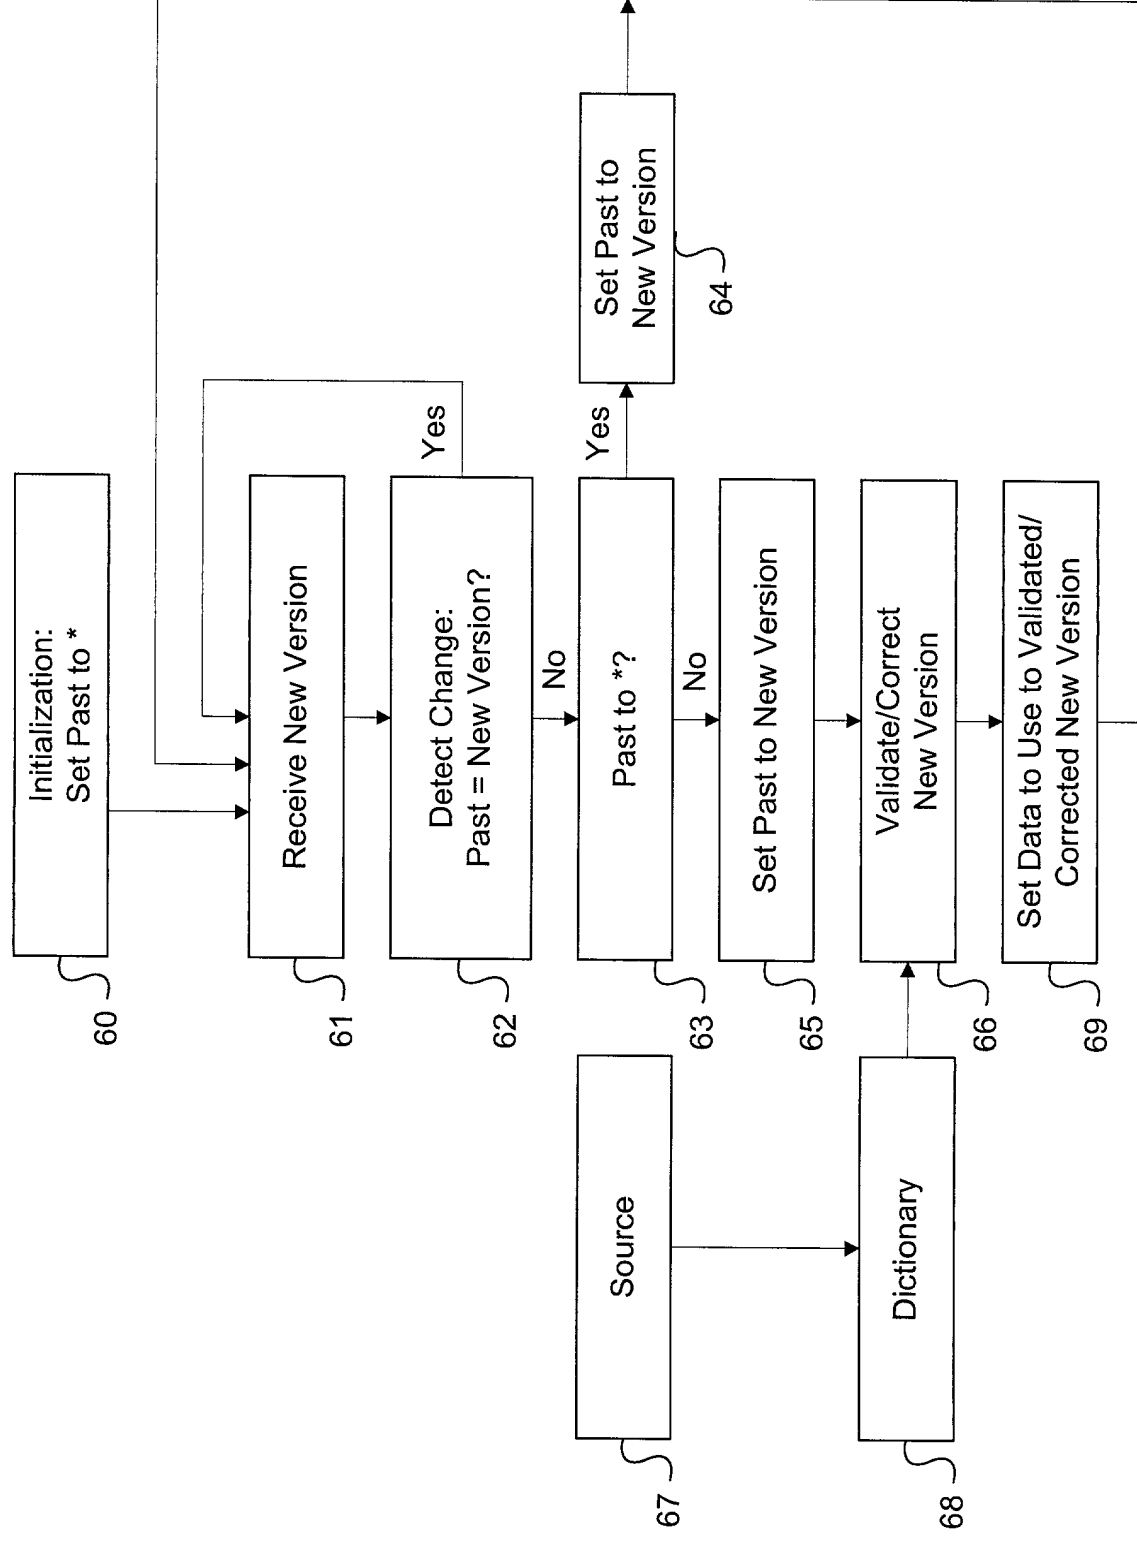 Initialization:
Set Past to *
60
Receive New Version
61
Detect Change:
Past = New Version?
62
Yes
No
Past to *?
63
Yes
Set Past to
New Version
64
No
Set Past to New Version
65
Validate/Correct
New Version
66
Source
67
Dictionary
68
Set Data to Use to Validated/
Corrected New Version
69